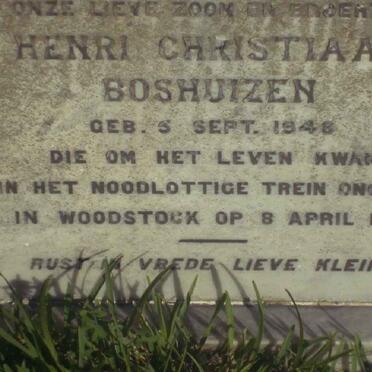 ONZE LIEVE ZOON EN BROER
HENRI CHRISTIAA
BOSHUIZEN
GEB. 5 SEPT. 1948
DIE OM HET LEVEN KWAM
IN HET NOODLOTTIGE TREIN ONG
IN WOODSTOCK OP 8 APRIL
RUST IN VREDE LIEVE KLEIN